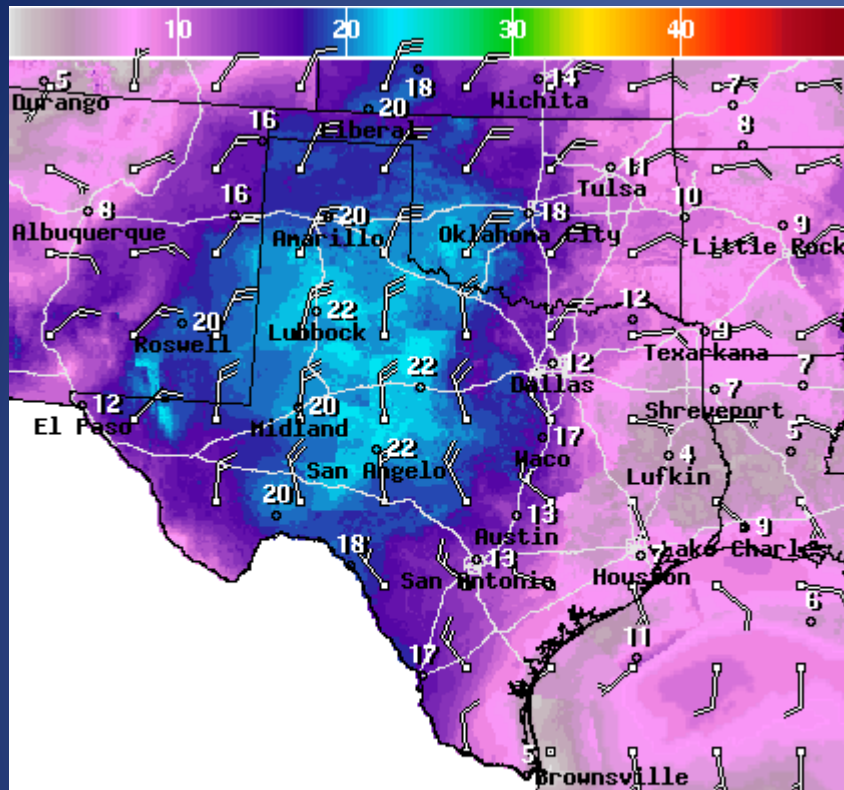 10 20 30 40
5 18 14 7
Durango Wichita
20
Liberal
16 8
11
Tulsa
8 16 20 18 10 9
Albuquerque Amarillo Oklahoma City Little Rock
20 22 12 9
Roswell Lubbock Texarkana
12 7 7
Dallas
12 20 22 Shreveport
El Paso Midland
22 17 4 5
San Angelo Waco Lufkin
20 13 9
Austin
18 13 7 Lake Charles
San Antonio Houston
6
17 11
5
Brownsville